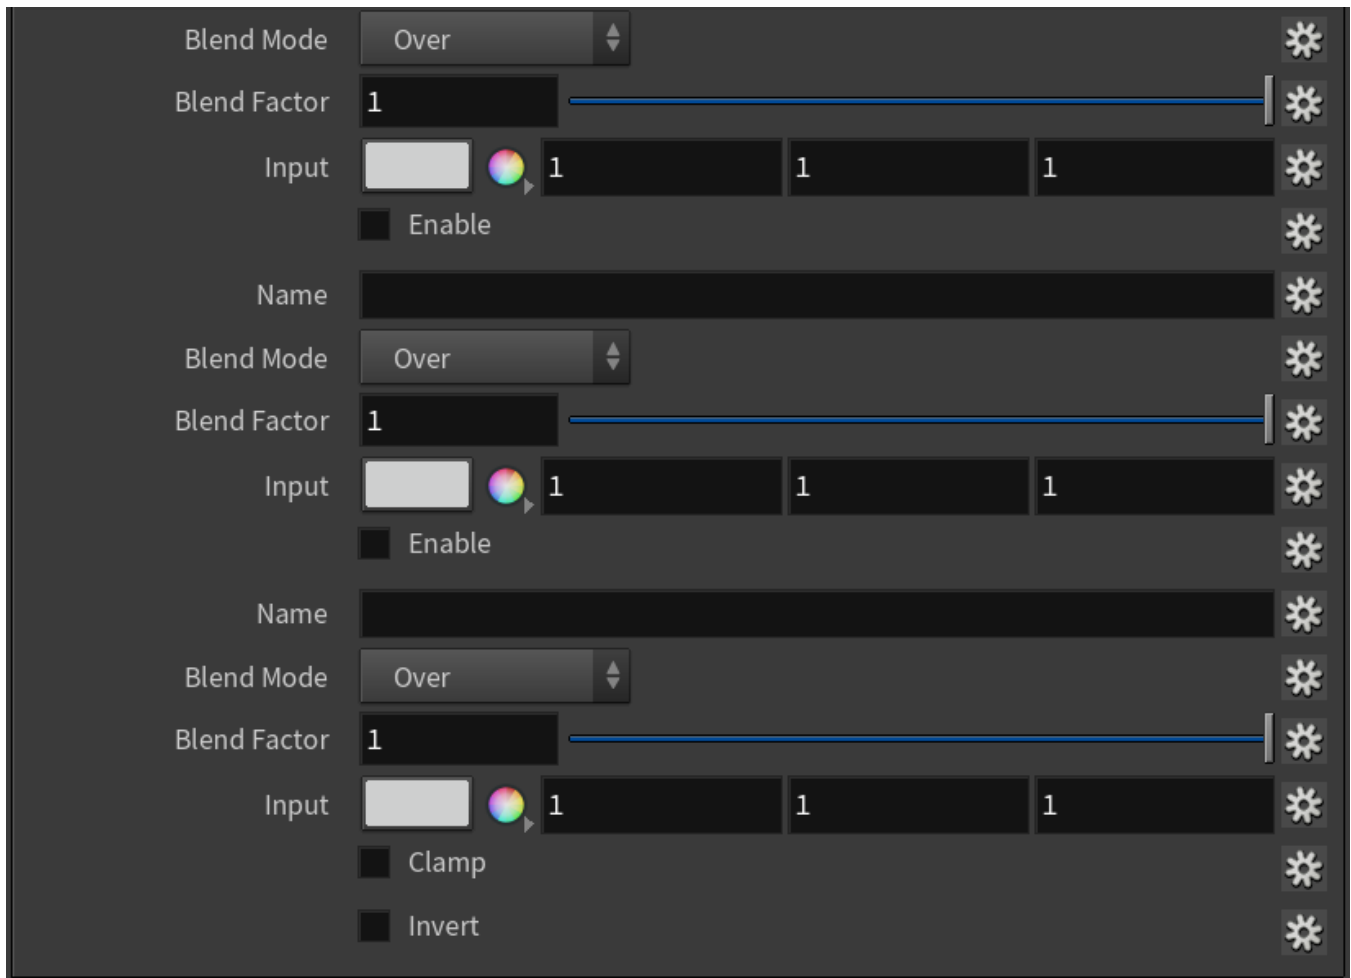 Blend Mode Over
Blend Factor 1
Input 1 1 1
Enable
Name
Blend Mode Over
Blend Factor 1
Input 1 1 1
Enable
Name
Blend Mode Over
Blend Factor 1
Input 1 1 1
Clamp
Invert